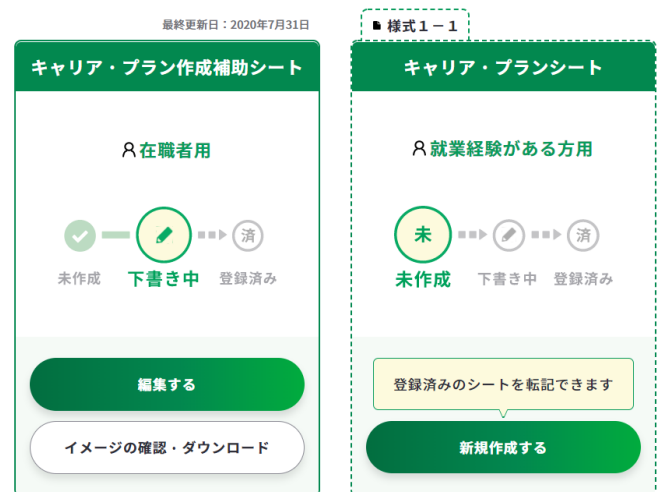 最終更新日：2020年7月31日
キャリア・プラン作成補助シート
在職者用
未作成
下書き中
済
登録済み
編集する
イメージの確認・ダウンロード
様式１－１
キャリア・プランシート
就業経験がある方用
未
未作成
下書き中
済
登録済み
登録済みのシートを転記できます
新規作成する